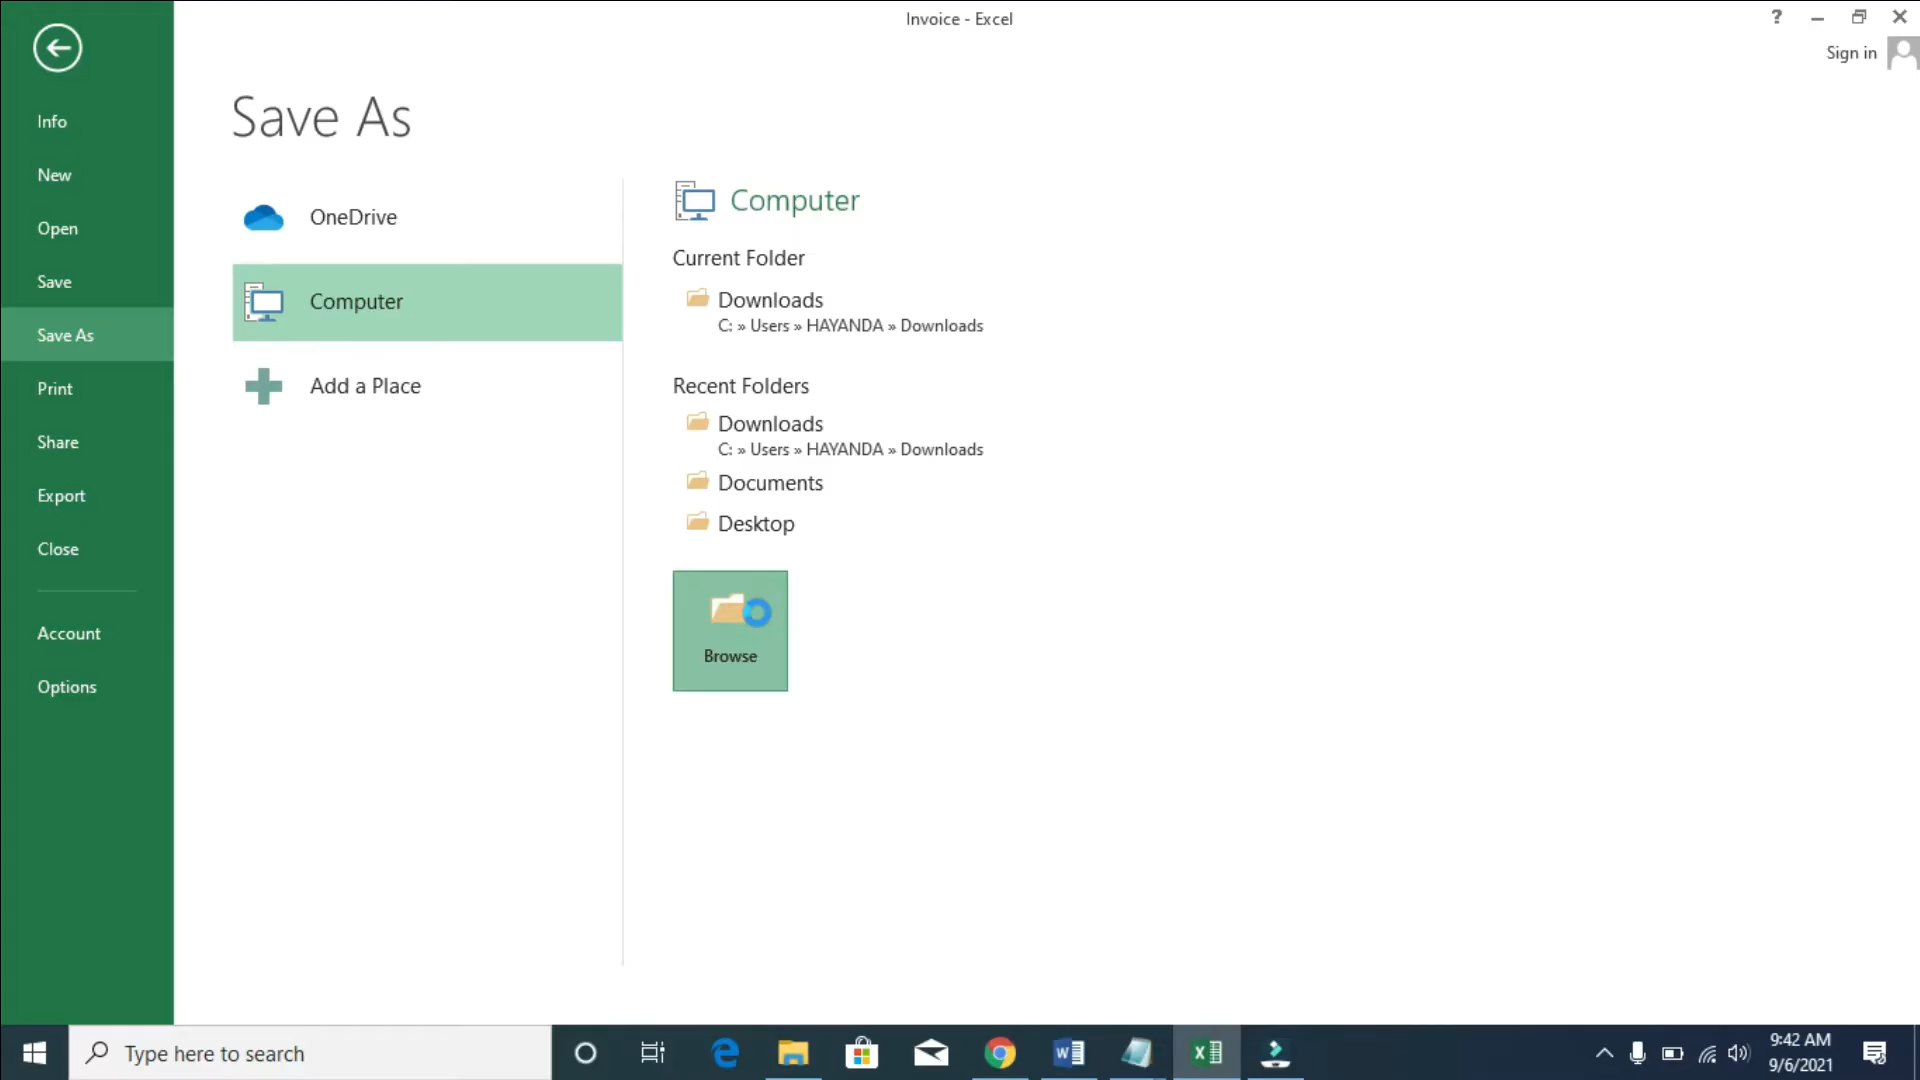 Invoice - Excel
?
Sign in
Info
New
Open
Save
Save As
Print
Share
Export
Close
Account
Options
Save As
OneDrive
Computer
Add a Place
Computer
Current Folder
Downloads
C: » Users » HAYANDA » Downloads
Recent Folders
Downloads
C: » Users » HAYANDA » Downloads
Documents
Desktop
Browse
Type here to search
9:42 AM
9/6/2021